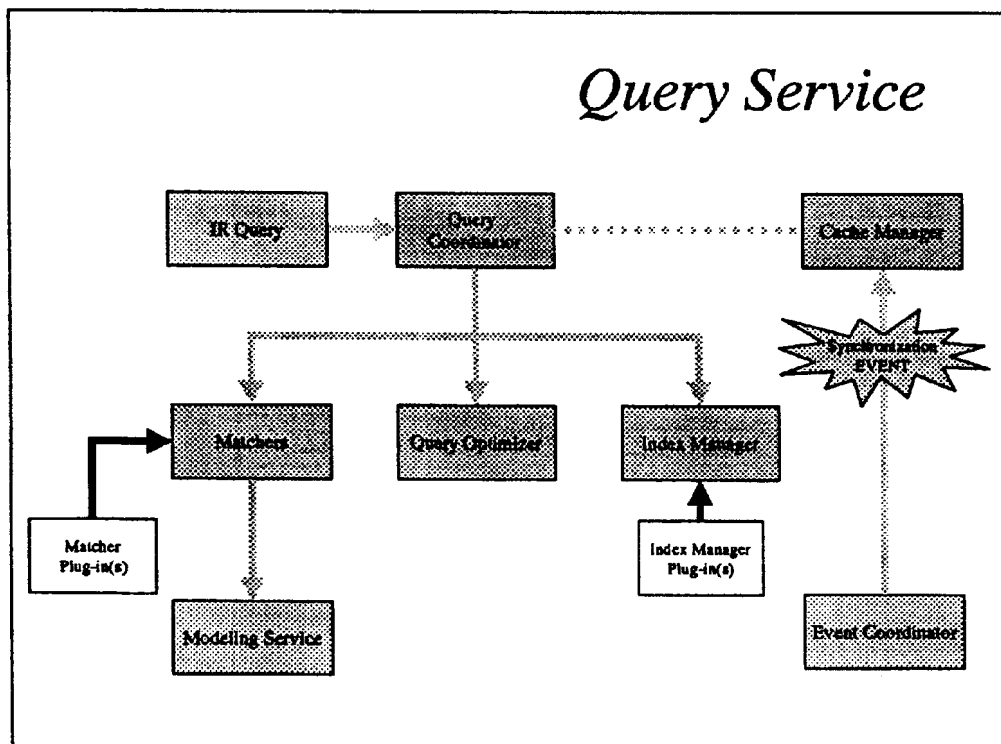 Query Service
IR Query
Query
Coordinator
Cache Manager
Synchronization
EVENT
Matchers
Query Optimizer
Index Manager
Matcher
Plug-in(s)
Index Manager
Plug-in(s)
Modeling Service
Event Coordinator